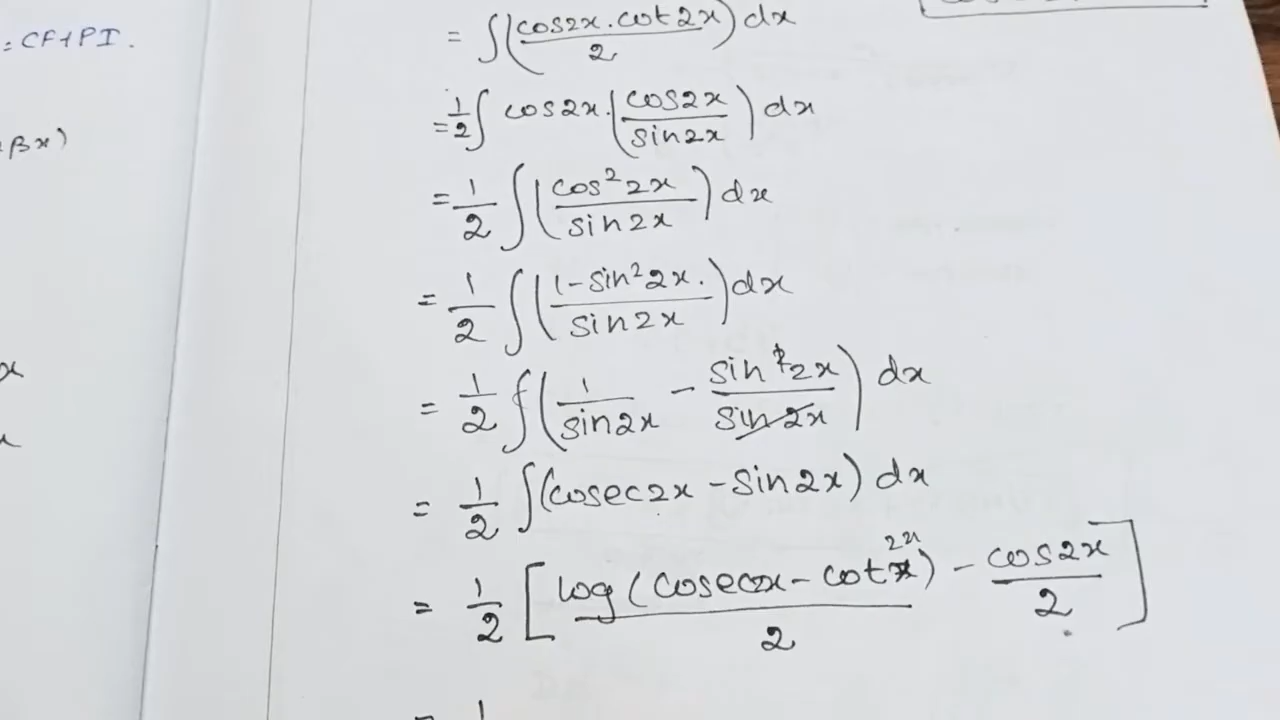 = CF+PI.
+βx)
x
x
= ∫(cos2x.cot2x/2) dx
= 1/2 ∫ cos2x.(cos2x/sin2x) dx
= 1/2 ∫(cos²2x/sin2x) dx
= 1/2 ∫(1-sin²2x./sin2x) dx
= 1/2 ∫(1/sin2x - sin²2x/sin2x) dx
= 1/2 ∫(cosec2x - sin2x) dx
= 1/2 [log(cosec2x - cot2x)/2 - cos2x/2]
= 1